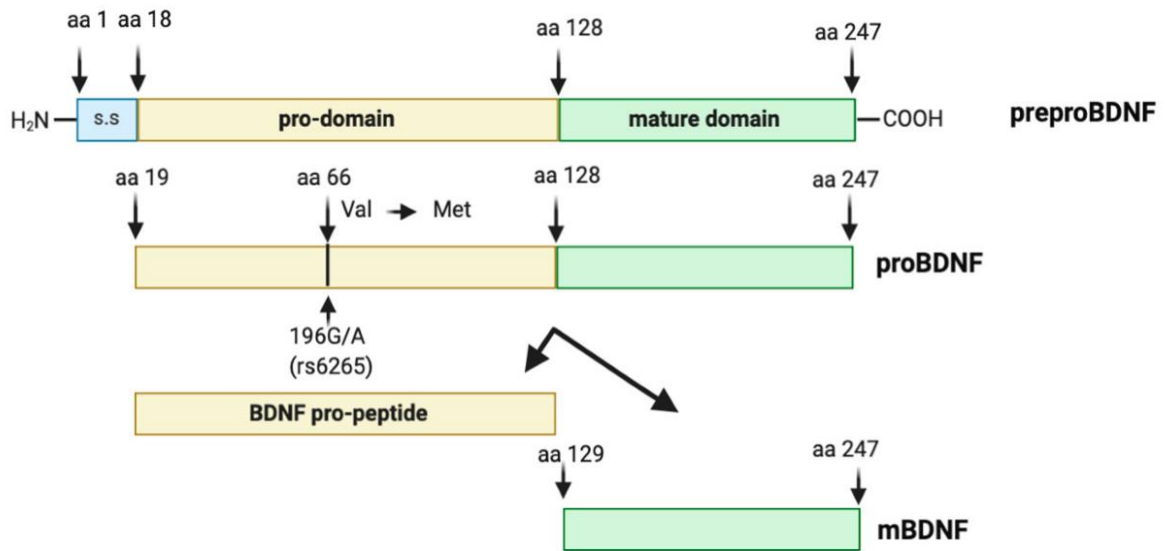 aa 1 aa 18 aa 128 aa 247
H₂N s.s pro-domain mature domain COOH preproBDNF
aa 19 aa 66 aa 128 aa 247
Val Met
proBDNF
196G/A
(rs6265)
BDNF pro-peptide
aa 129 aa 247
mBDNF